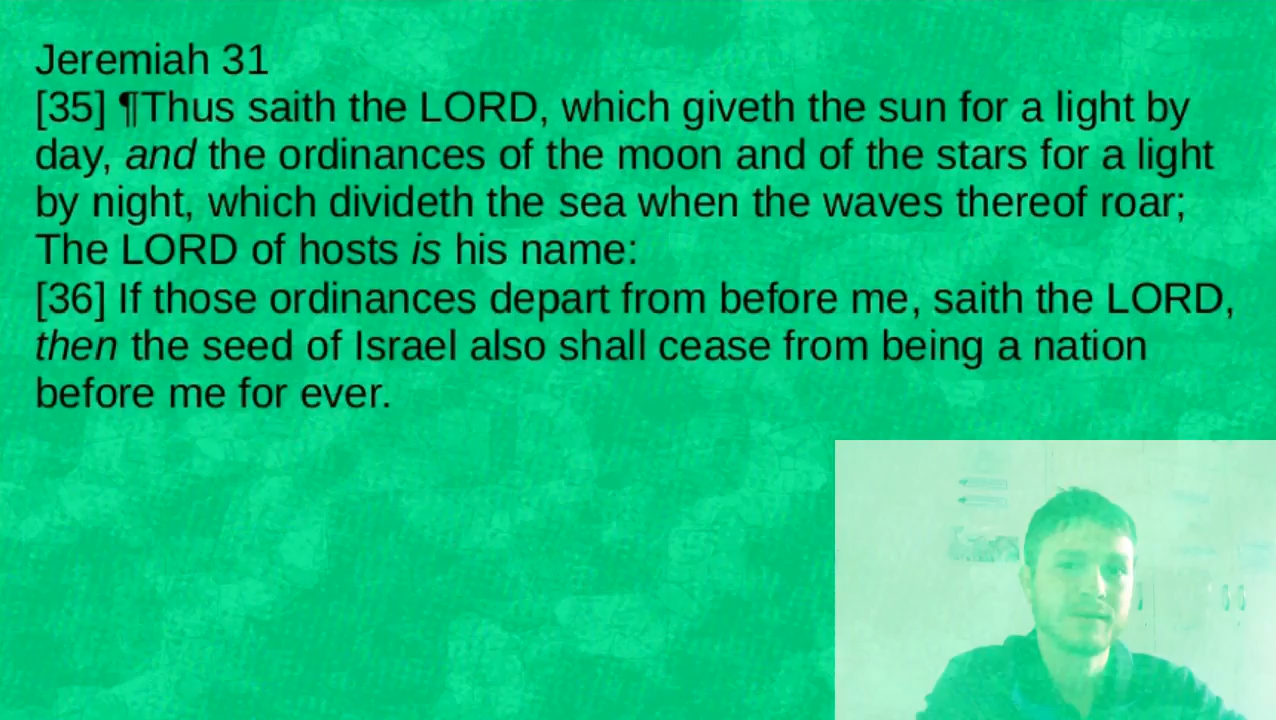 Jeremiah 31
[35] ¶Thus saith the LORD, which giveth the sun for a light by
day, and the ordinances of the moon and of the stars for a light
by night, which divideth the sea when the waves thereof roar;
The LORD of hosts is his name:
[36] If those ordinances depart from before me, saith the LORD,
then the seed of Israel also shall cease from being a nation
before me for ever.